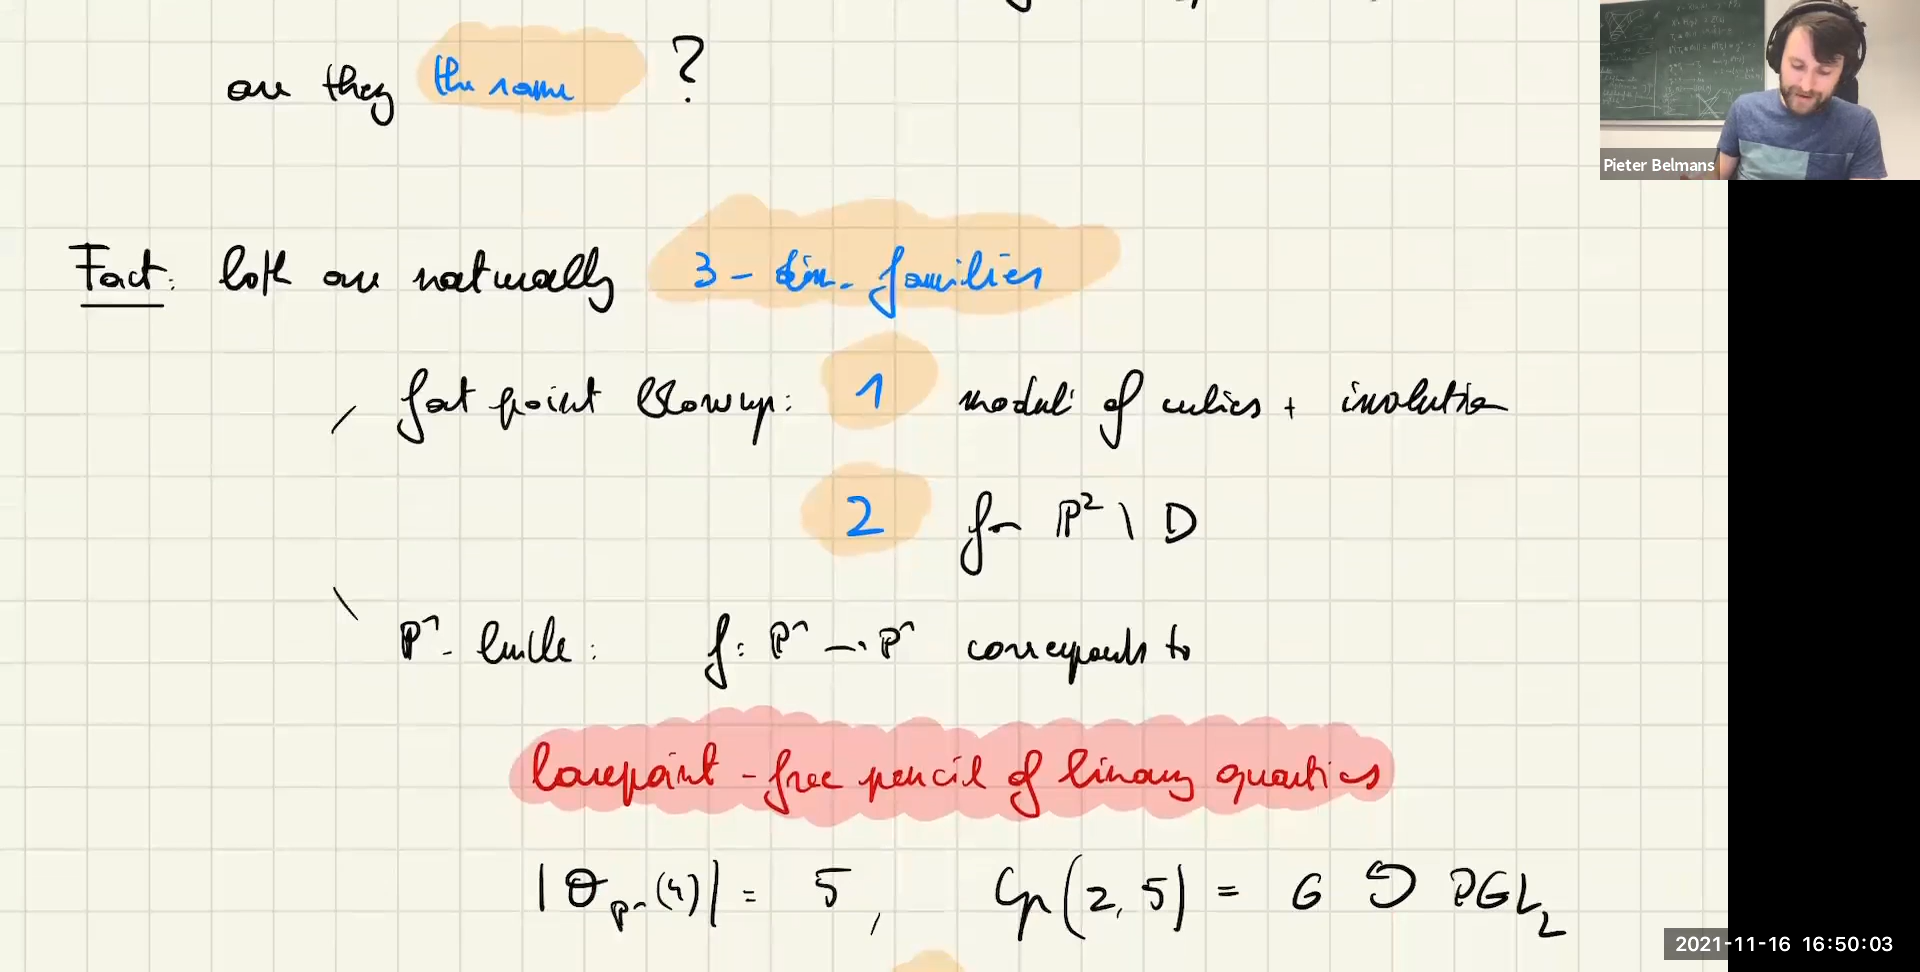 are they the same ?
Pieter Belmans
Fact: both are naturally 3-dim. families
fat point blowup: 1 moduli of cubics + involution
2 for ℙ² \ D
ℙ¹-bundle: f: ℙ¹ → ℙ¹ corresponds to
basepoint-free pencil of binary quartics
|𝒪_ℙ¹(4)| = 5, Gr(2,5) = 6 ↺ PGL₂
2021-11-16 16:50:03